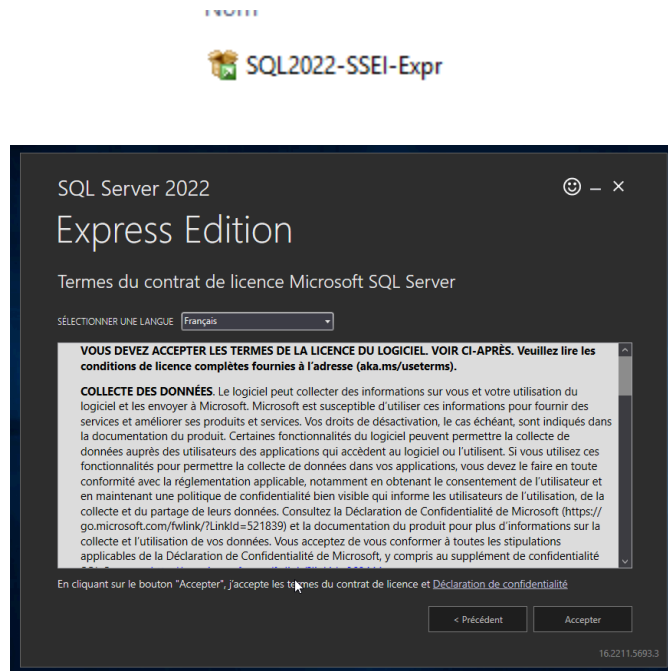 Nom
SQL2022-SSEI-Expr
SQL Server 2022
Express Edition
Termes du contrat de licence Microsoft SQL Server
SÉLECTIONNER UNE LANGUE Français
VOUS DEVEZ ACCEPTER LES TERMES DE LA LICENCE DU LOGICIEL. VOIR CI-APRÈS. Veuillez lire les
conditions de licence complètes fournies à l'adresse (aka.ms/useterms).
COLLECTE DES DONNÉES. Le logiciel peut collecter des informations sur vous et votre utilisation du
logiciel et les envoyer à Microsoft. Microsoft est susceptible d'utiliser ces informations pour fournir des
services et améliorer ses produits et services. Vos droits de désactivation, le cas échéant, sont indiqués dans
la documentation du produit. Certaines fonctionnalités du logiciel peuvent permettre la collecte de
données auprès des utilisateurs des applications qui accèdent au logiciel ou l'utilisent. Si vous utilisez ces
fonctionnalités pour permettre la collecte de données dans vos applications, vous devez le faire en toute
conformité avec la réglementation applicable, notamment en obtenant le consentement de l'utilisateur et
en maintenant une politique de confidentialité bien visible qui informe les utilisateurs de l'utilisation, de la
collecte et du partage de leurs données. Consultez la Déclaration de Confidentialité de Microsoft (https://
go.microsoft.com/fwlink/?LinkId=521839) et la documentation du produit pour plus d'informations sur la
collecte et l'utilisation de vos données. Vous acceptez de vous conformer à toutes les stipulations
applicables de la Déclaration de Confidentialité de Microsoft, y compris au supplément de confidentialité
En cliquant sur le bouton "Accepter", j'accepte les termes du contrat de licence et Déclaration de confidentialité
< Précédent
Accepter
16.2211.5693.3